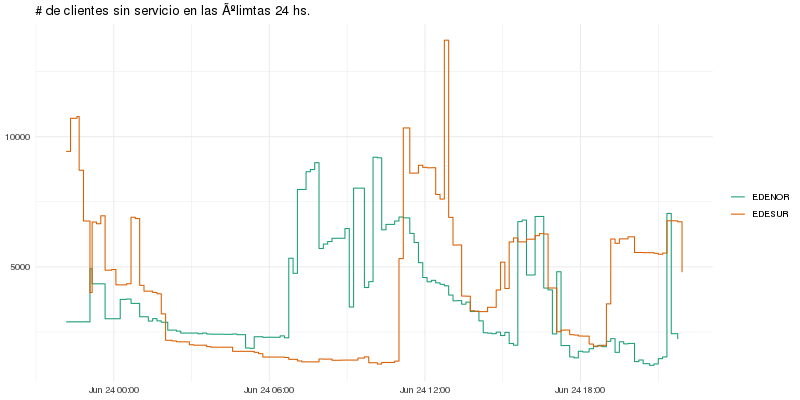 # de clientes sin servicio en las Ãºlimtas 24 hs.
10000
5000
EDENOR
EDESUR
Jun 24 00:00
Jun 24 06:00
Jun 24 12:00
Jun 24 18:00